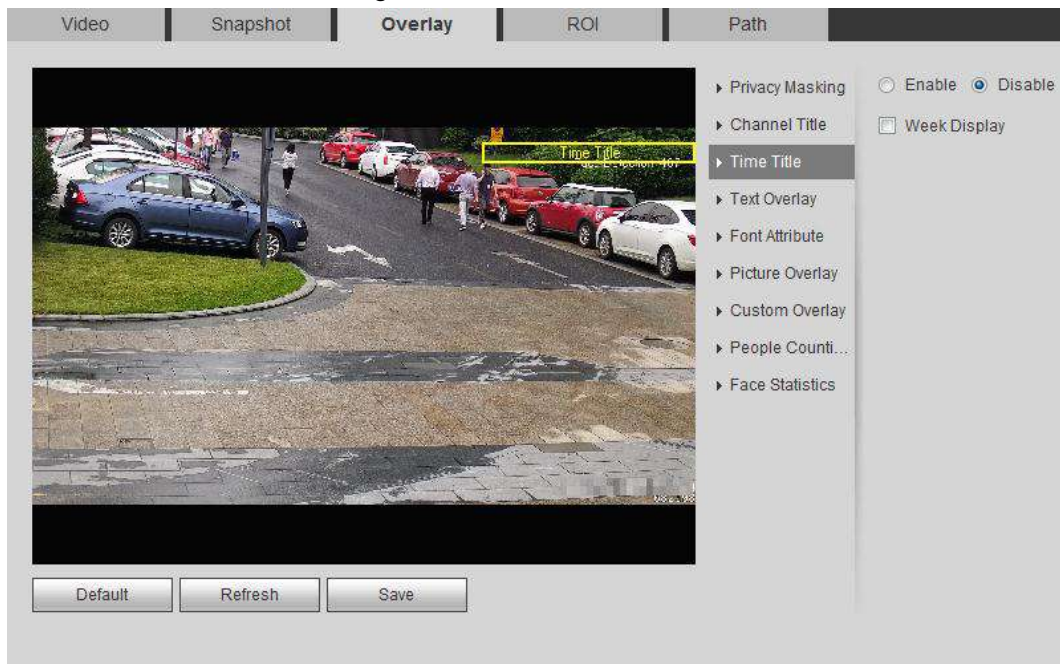 Video Snapshot Overlay ROI Path
Privacy Masking
Enable Disable
Channel Title
Week Display
Time Title
Time Title
Text Overlay
Font Attribute
Picture Overlay
Custom Overlay
People Counti...
Face Statistics
Default Refresh Save